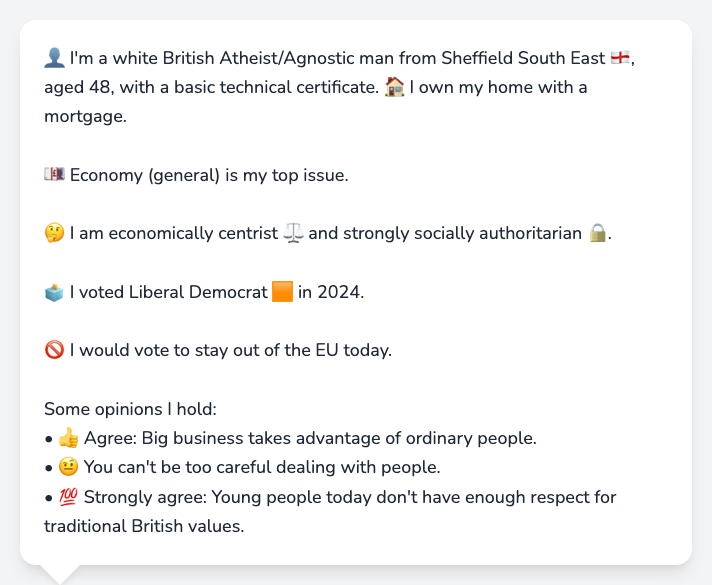 👤 I'm a white British Atheist/Agnostic man from Sheffield South East 🏴󠁧󠁢󠁥󠁮󠁧󠁿,
aged 48, with a basic technical certificate. 🏠 I own my home with a
mortgage.
💷 Economy (general) is my top issue.
🤔 I am economically centrist ⚖️ and strongly socially authoritarian 🔒.
🗳️ I voted Liberal Democrat 🟧 in 2024.
🚫 I would vote to stay out of the EU today.
Some opinions I hold:
• 👍 Agree: Big business takes advantage of ordinary people.
• 🤨 You can't be too careful dealing with people.
• 💯 Strongly agree: Young people today don't have enough respect for
traditional British values.